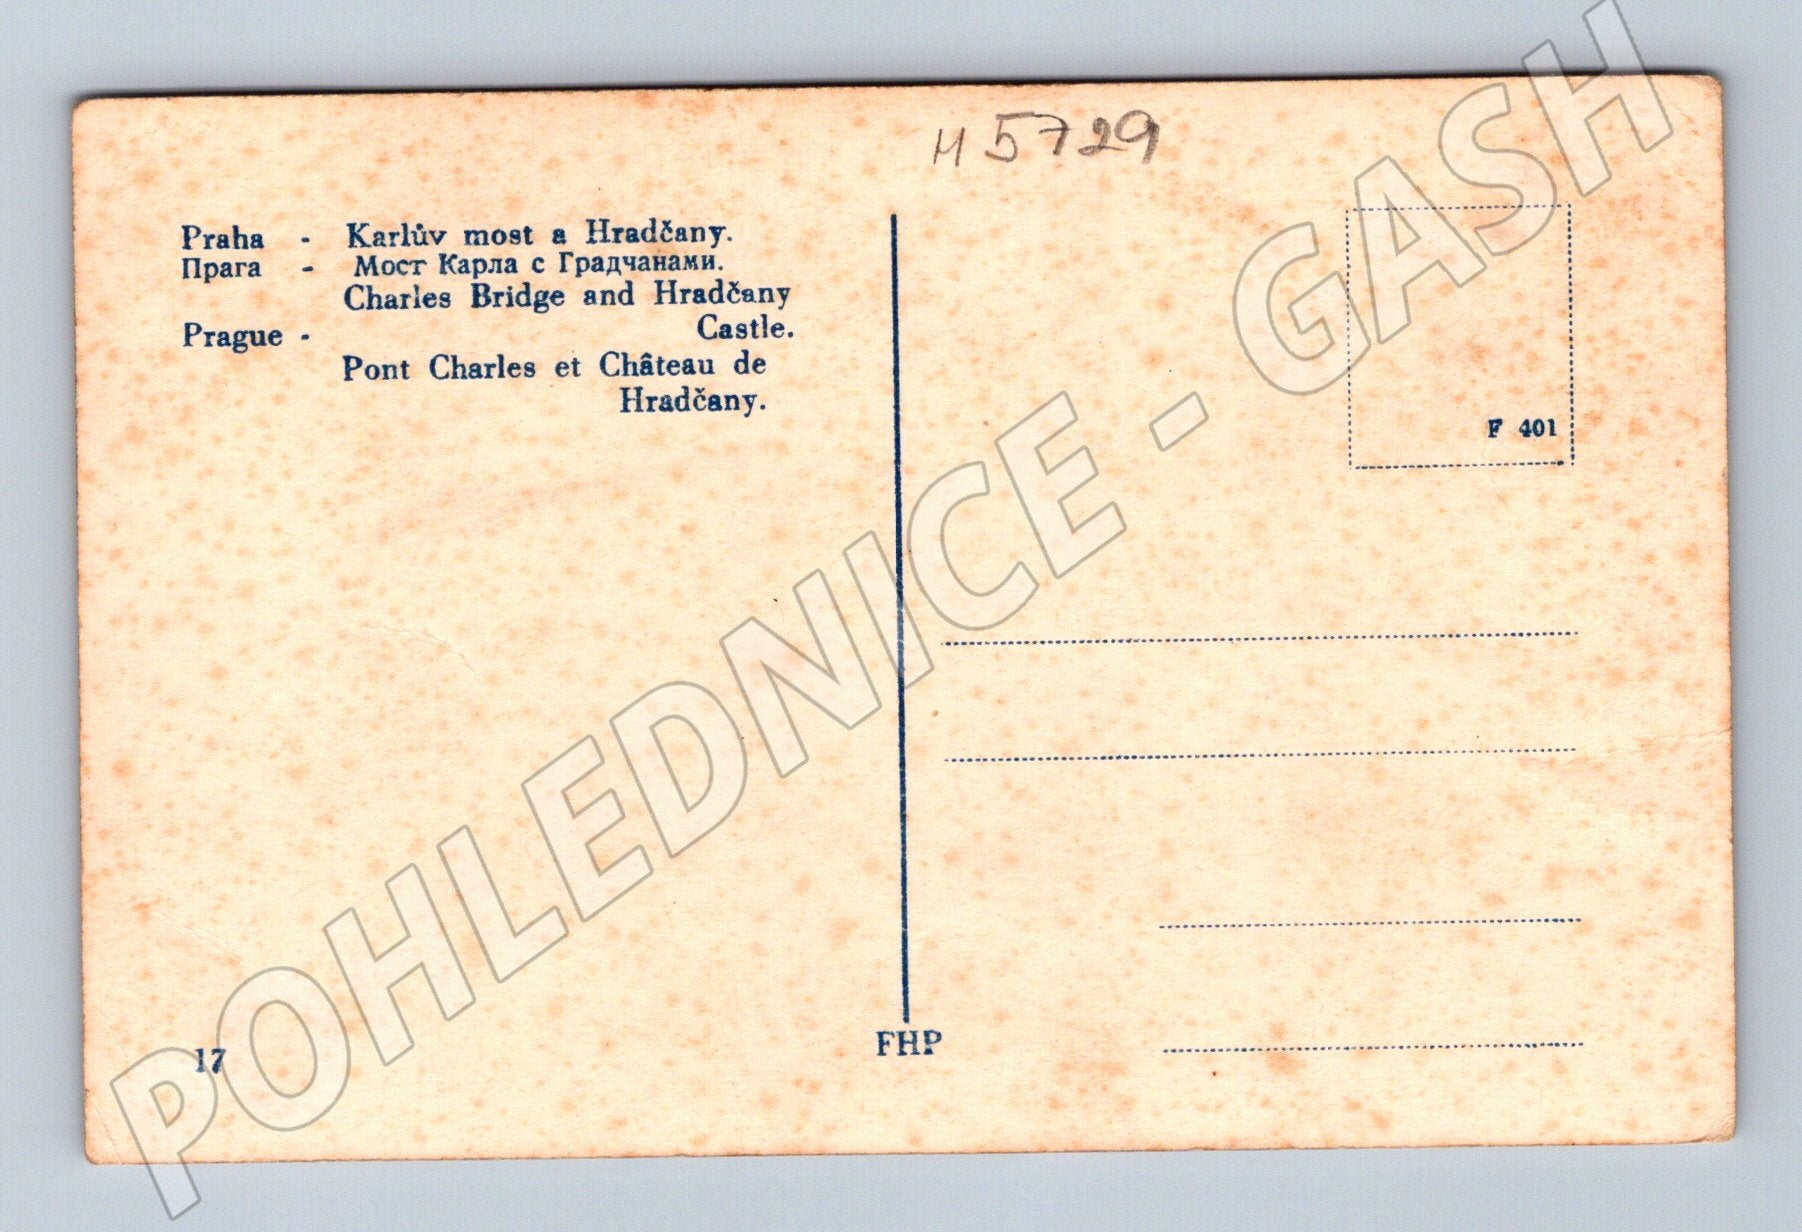 H 5729
Praha - Karlův most a Hradčany.
Прага - Мост Карла с Градчанами.
Charles Bridge and Hradčany
Prague - Castle.
Pont Charles et Château de
Hradčany.
F 401
FHP
17
POHLEDNICE - GASH